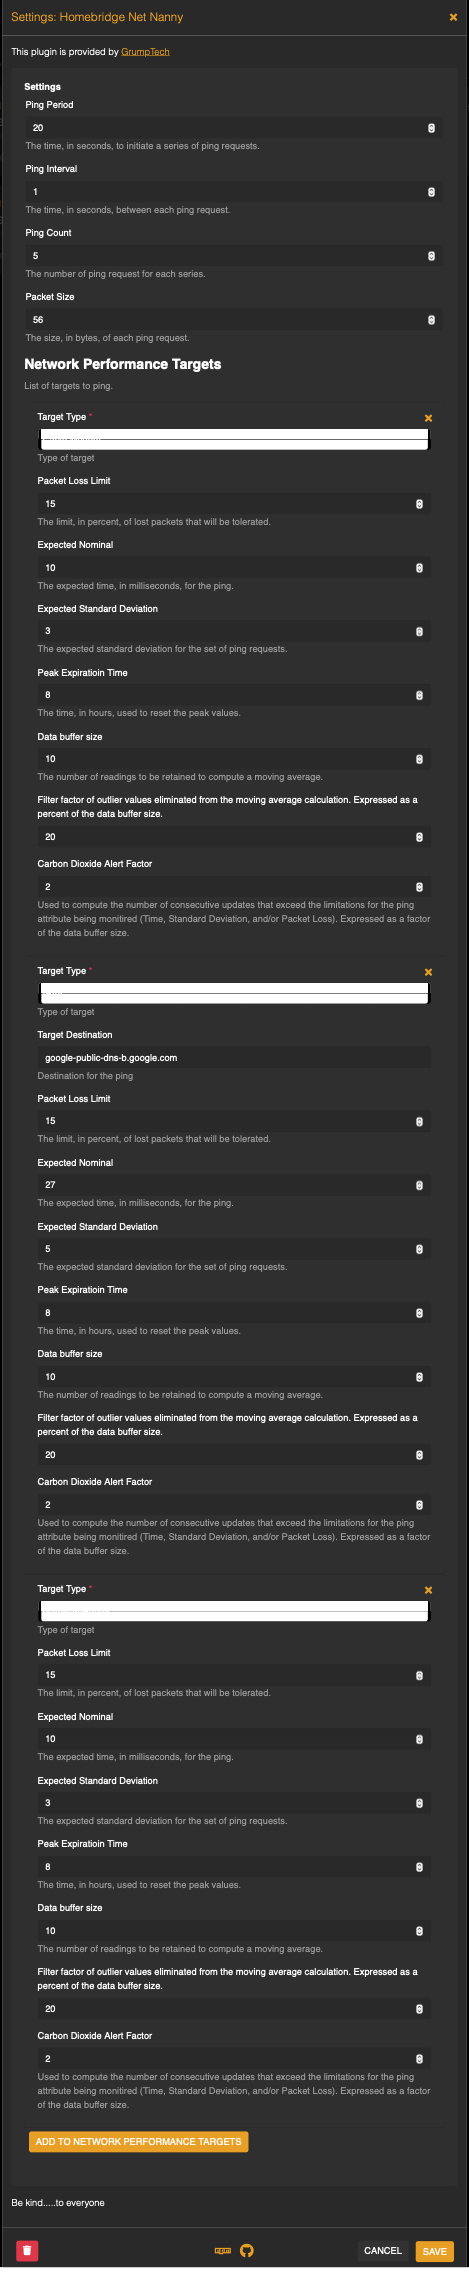 Settings: Homebridge Net Nanny
This plugin is provided by GrumpTech
Settings
Ping Period
20
The time, in seconds, to initiate a series of ping requests.
Ping Interval
1
The time, in seconds, between each ping request.
Ping Count
5
The number of ping request for each series.
Packet Size
56
The size, in bytes, of each ping request.
Network Performance Targets
List of targets to ping.
Target Type *
Type of target
Packet Loss Limit
15
The limit, in percent, of lost packets that will be tolerated.
Expected Nominal
10
The expected time, in milliseconds, for the ping.
Expected Standard Deviation
3
The expected standard deviation for the set of ping requests.
Peak Expiratioin Time
8
The time, in hours, used to reset the peak values.
Data buffer size
10
The number of readings to be retained to compute a moving average.
Filter factor of outlier values eliminated from the moving average calculation. Expressed as a
percent of the data buffer size.
20
Carbon Dioxide Alert Factor
2
Used to compute the number of consecutive updates that exceed the limitations for the ping
attribute being monitired (Time, Standard Deviation, and/or Packet Loss). Expressed as a factor
of the data buffer size.
Target Type *
Type of target
Target Destination
google-public-dns-b.google.com
Destination for the ping
Packet Loss Limit
15
The limit, in percent, of lost packets that will be tolerated.
Expected Nominal
27
The expected time, in milliseconds, for the ping.
Expected Standard Deviation
5
The expected standard deviation for the set of ping requests.
Peak Expiratioin Time
8
The time, in hours, used to reset the peak values.
Data buffer size
10
The number of readings to be retained to compute a moving average.
Filter factor of outlier values eliminated from the moving average calculation. Expressed as a
percent of the data buffer size.
20
Carbon Dioxide Alert Factor
2
Used to compute the number of consecutive updates that exceed the limitations for the ping
attribute being monitired (Time, Standard Deviation, and/or Packet Loss). Expressed as a factor
of the data buffer size.
Target Type *
Type of target
Packet Loss Limit
15
The limit, in percent, of lost packets that will be tolerated.
Expected Nominal
10
The expected time, in milliseconds, for the ping.
Expected Standard Deviation
3
The expected standard deviation for the set of ping requests.
Peak Expiratioin Time
8
The time, in hours, used to reset the peak values.
Data buffer size
10
The number of readings to be retained to compute a moving average.
Filter factor of outlier values eliminated from the moving average calculation. Expressed as a
percent of the data buffer size.
20
Carbon Dioxide Alert Factor
2
Used to compute the number of consecutive updates that exceed the limitations for the ping
attribute being monitired (Time, Standard Deviation, and/or Packet Loss). Expressed as a factor
of the data buffer size.
ADD TO NETWORK PERFORMANCE TARGETS
Be kind.....to everyone
npm CANCEL SAVE